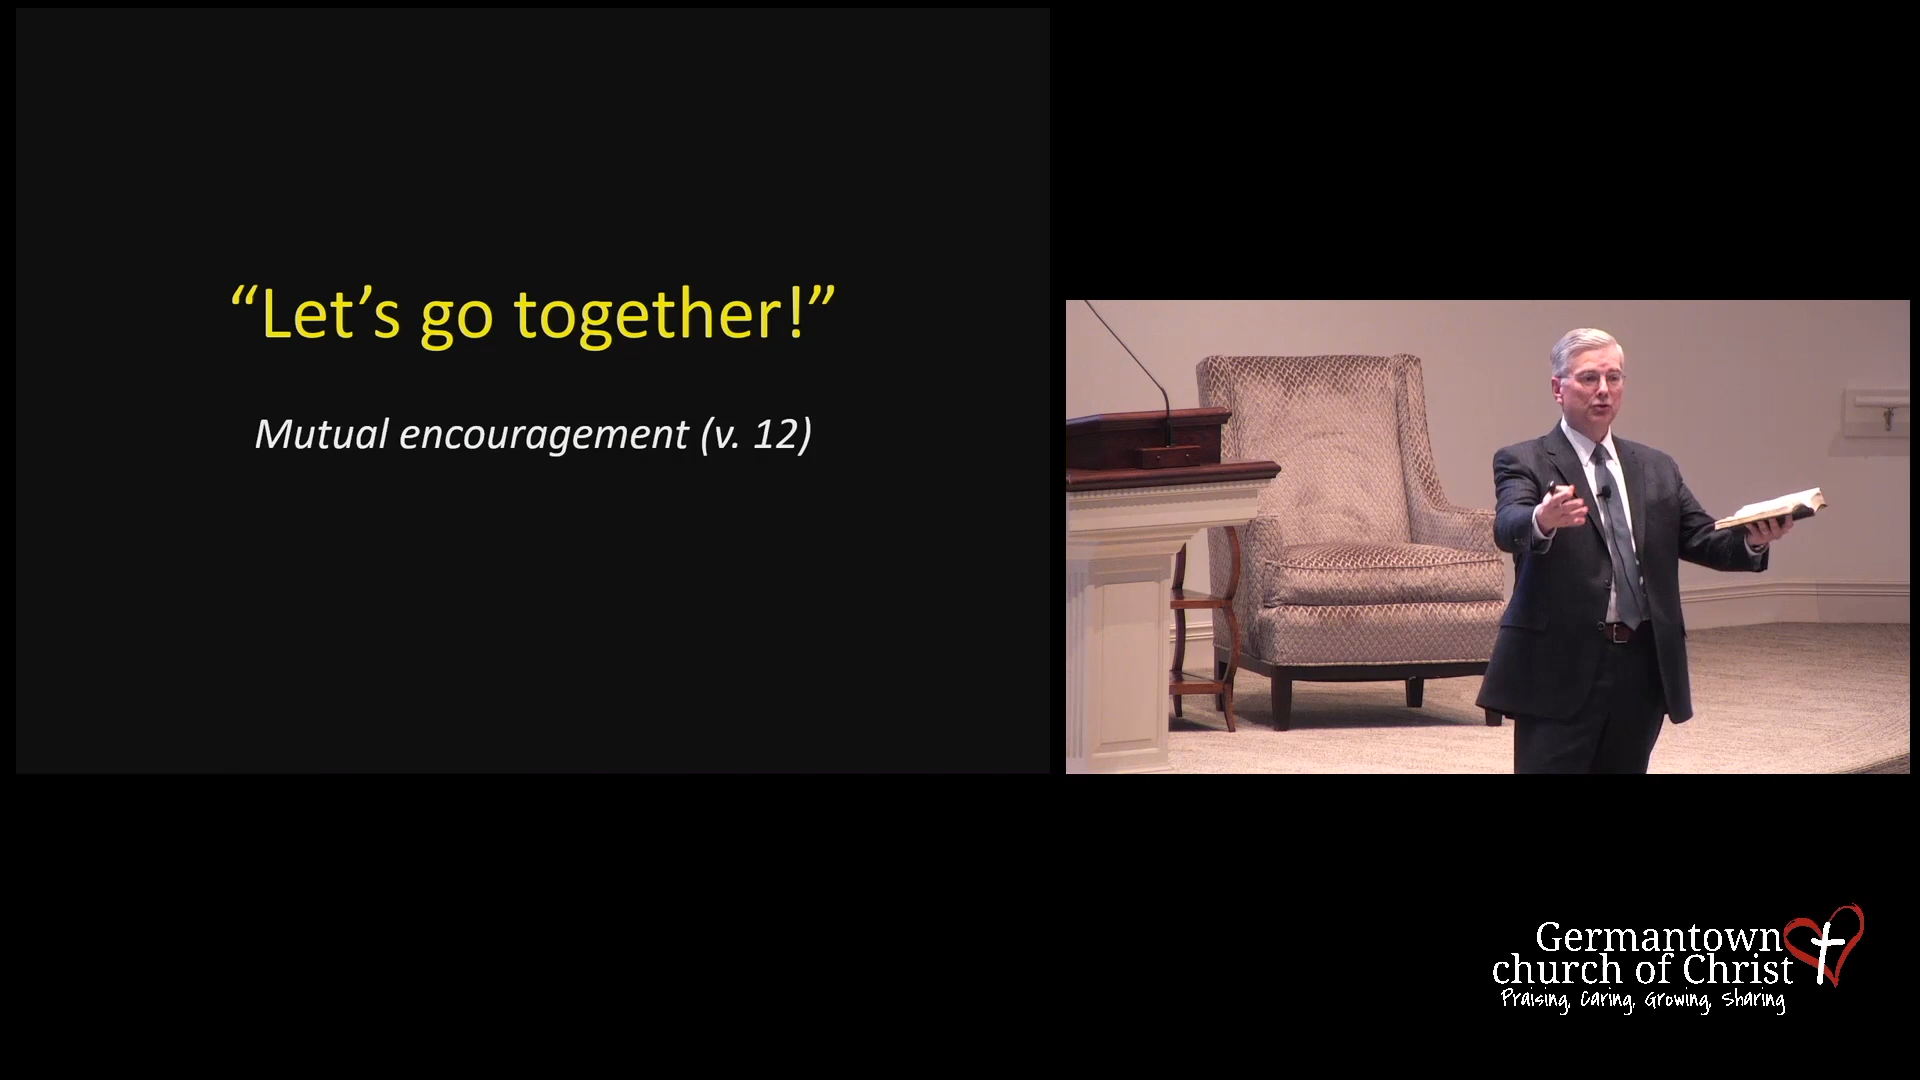 “Let’s go together!”
Mutual encouragement (v. 12)
Germantown
church of Christ
Praising, Caring, Growing, Sharing